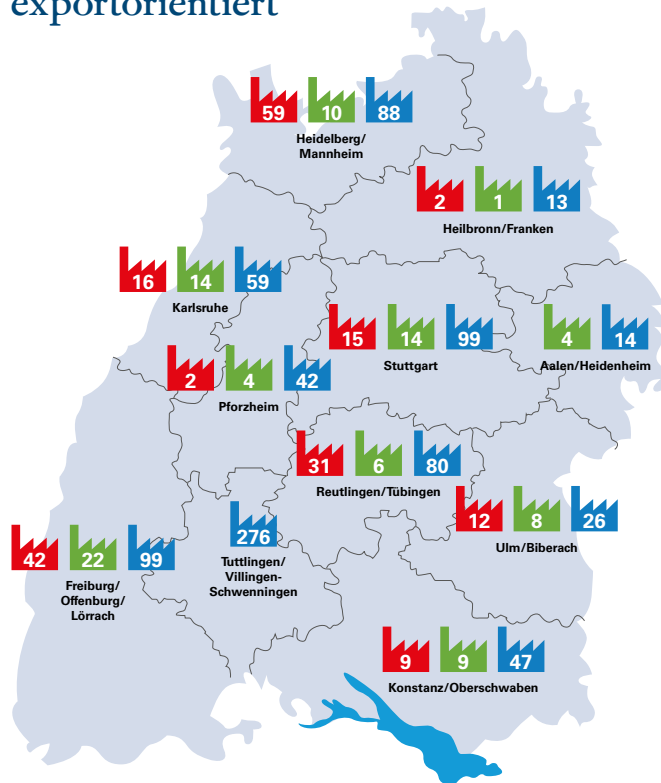 exportorientiert
59 10 88
Heidelberg/
Mannheim
2 1 13
Heilbronn/Franken
16 14 59
Karlsruhe
15 14 99
Stuttgart
4 14
Aalen/Heidenheim
2 4 42
Pforzheim
31 6 80
Reutlingen/Tübingen
12 8 26
Ulm/Biberach
276
Tuttlingen/
Villingen-
Schwenningen
42 22 99
Freiburg/
Offenburg/
Lörrach
9 9 47
Konstanz/Oberschwaben